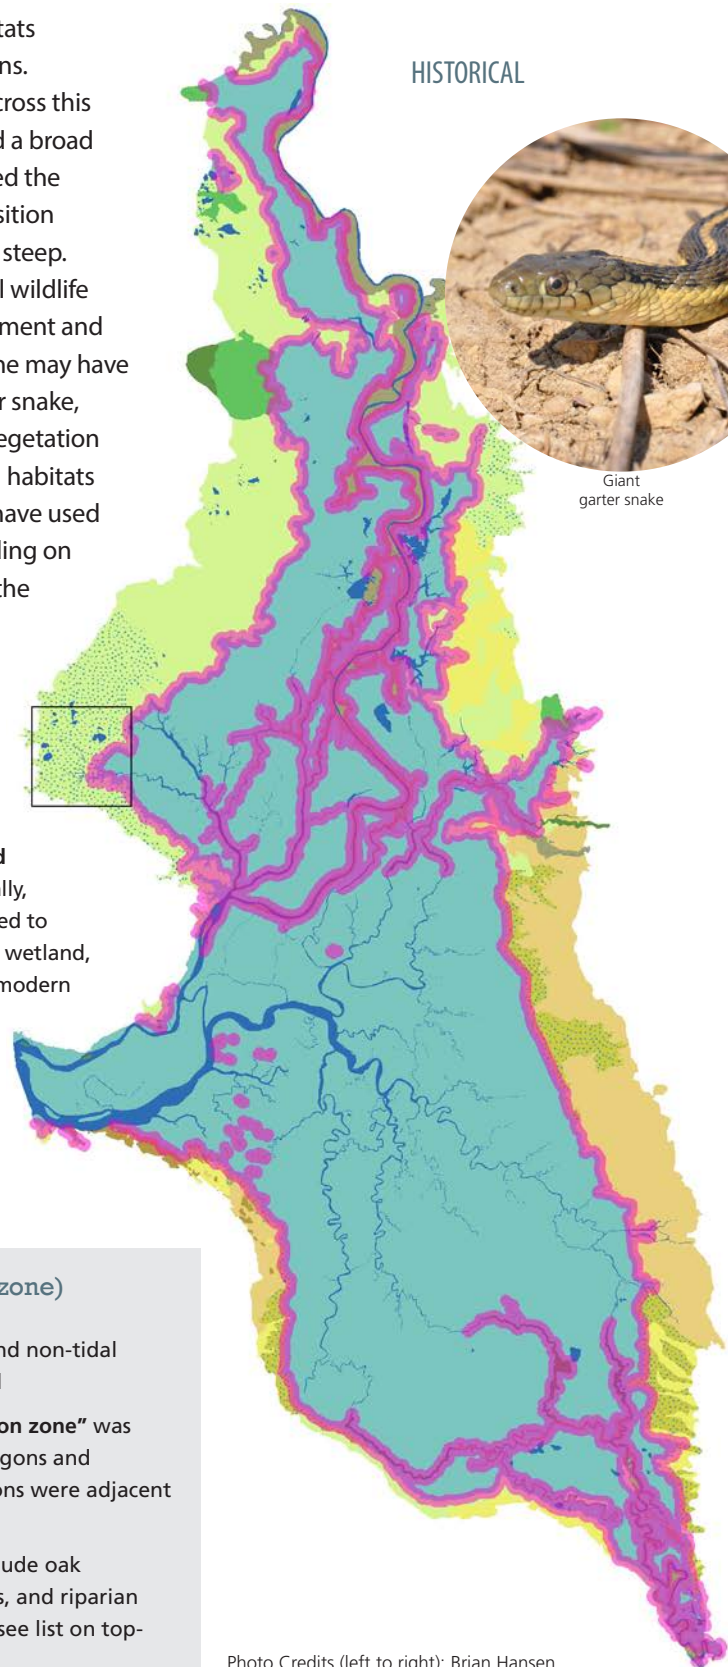 tats
ns.
cross this
d a broad
ed the
sition
steep.
l wildlife
ment and
ne may have
r snake,
egetation
habitats
have used
ding on
the
HISTORICAL
Giant
garter snake
d
ally,
ed to
wetland,
modern
zone)
nd non-tidal
d
on zone” was
gons and
ons were adjacent
ude oak
s, and riparian
see list on top-
Photo Credits (left to right): Brian Hansen